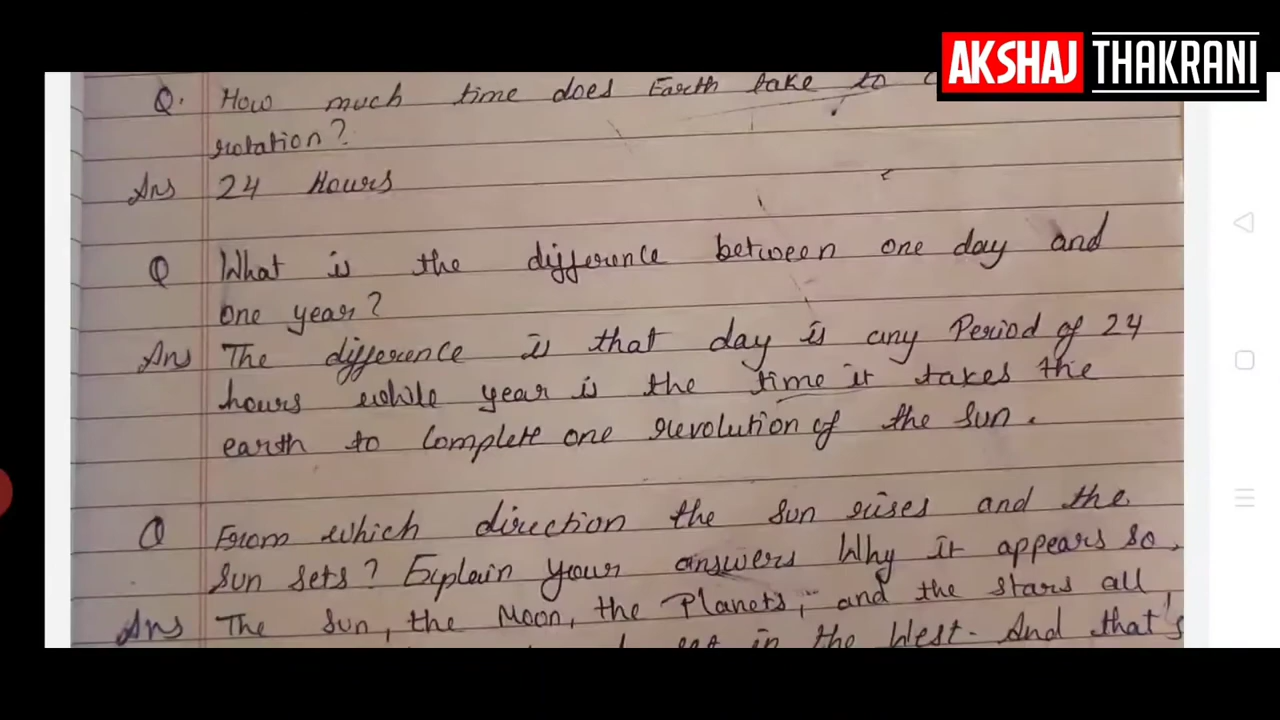 AKSHAJ THAKRANI
Q. How much time does Earth take to
rotation?
Ans 24 Hours
Q What is the difference between one day and
one year?
Ans The difference is that day is any Period of 24
hours while year is the time it takes the
earth to complete one revolution of the Sun.
Q From which direction the Sun rises and the
Sun sets? Explain your answers Why it appears so.
Ans The Sun, the Moon, the Planets, and the stars all
in the West. And that's